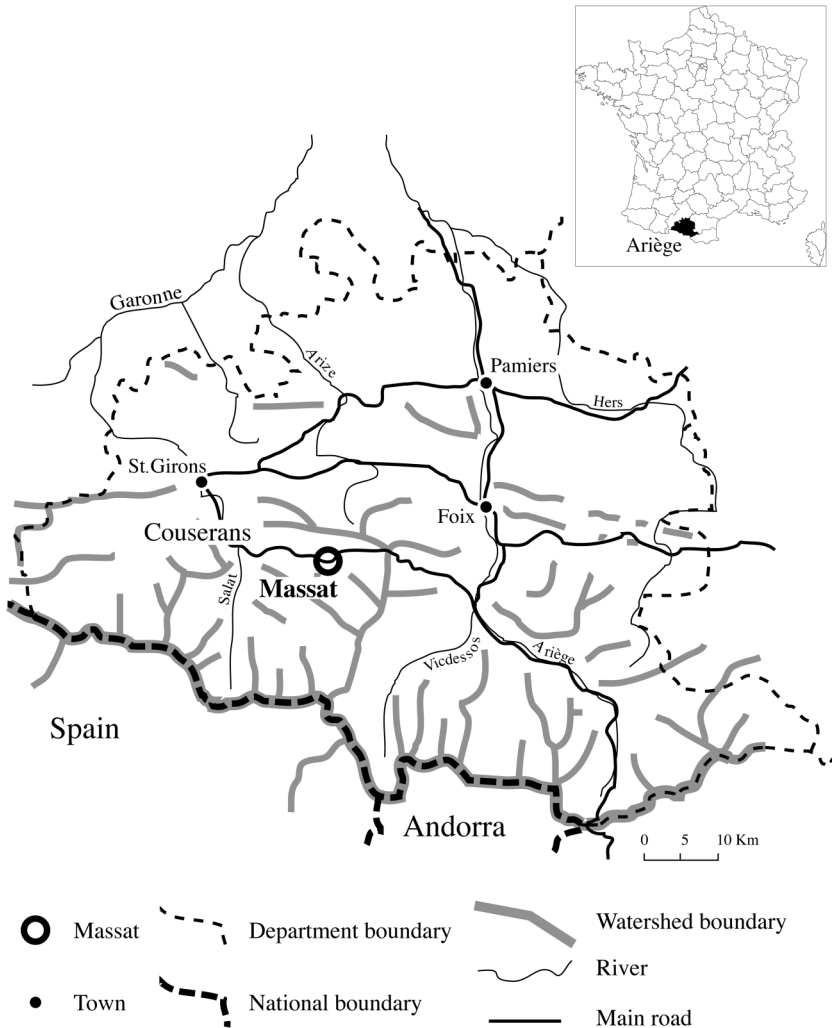 Ariège
Garonne
Arize
Pamiers
Hers
St.Girons
Foix
Couserans
Massat
Salat
Vicdessos
Ariège
Spain
Andorra
0 5 10 Km
Massat
Department boundary
Watershed boundary
River
Town
National boundary
Main road